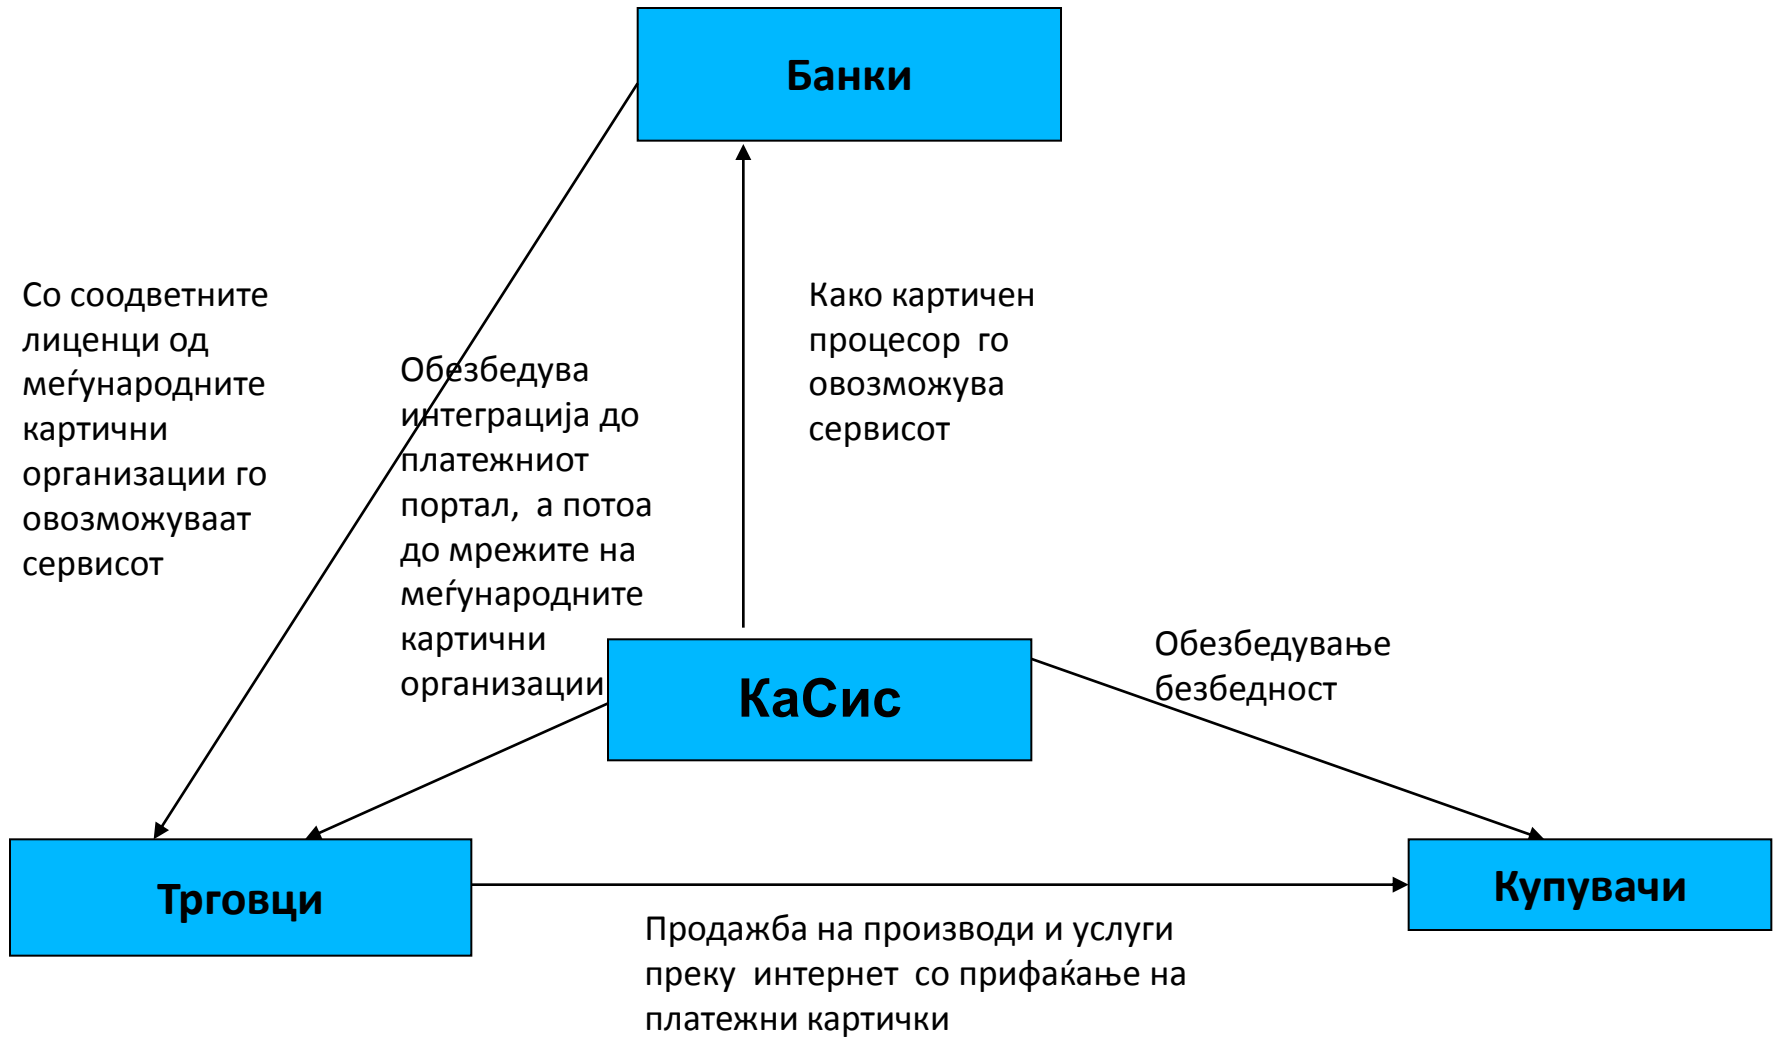 Банки
Со соодветните
лиценци од
меѓународните
картични
организации го
овозможуваат
сервисот
Обезбедува
интеграција до
платежниот
портал, а потоа
до мрежите на
меѓународните
картични
организации
Како картичен
процесор го
овозможува
сервисот
КаСис
Обезбедување
безбедност
Трговци
Купувачи
Продажба на производи и услуги
преку интернет со прифаќање на
платежни картички